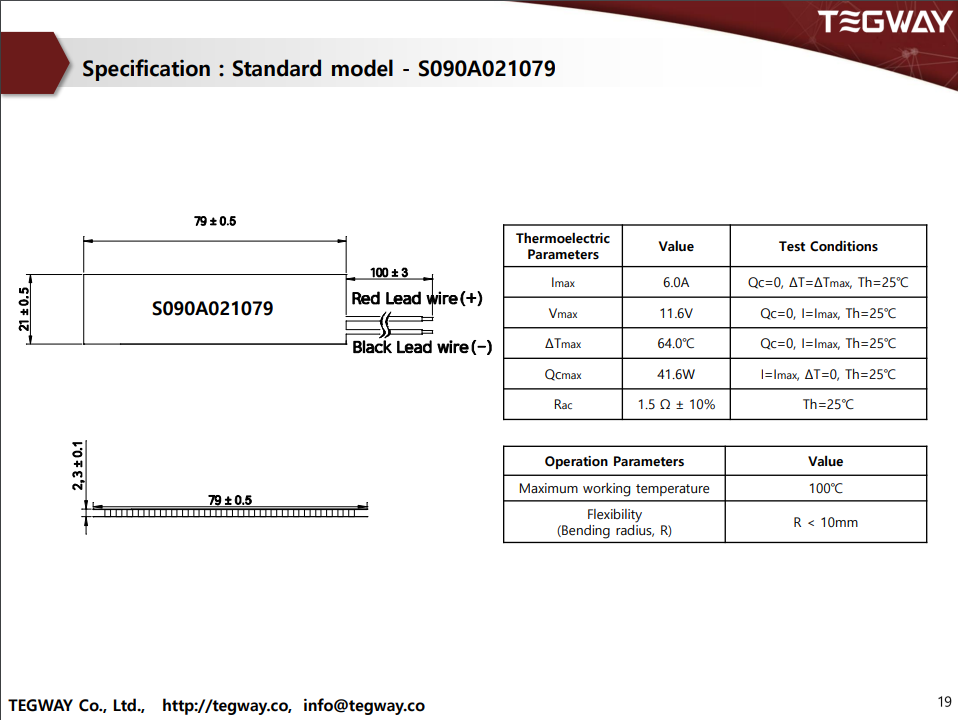 TEGWAY
Specification : Standard model - S090A021079
79 ± 0.5
100 ± 3
21 ± 0.5
S090A021079
Red Lead wire(+)
Black Lead wire(-)
2,3 ± 0.1
79 ± 0.5
Thermoelectric Parameters Value Test Conditions
Imax 6.0A Qc=0, ΔT=ΔTmax, Th=25℃
Vmax 11.6V Qc=0, I=Imax, Th=25℃
ΔTmax 64.0℃ Qc=0, I=Imax, Th=25℃
Qcmax 41.6W I=Imax, ΔT=0, Th=25℃
Rac 1.5 Ω ± 10% Th=25℃
Operation Parameters Value
Maximum working temperature 100℃
Flexibility
(Bending radius, R) R < 10mm
TEGWAY Co., Ltd., http://tegway.co, info@tegway.co
19